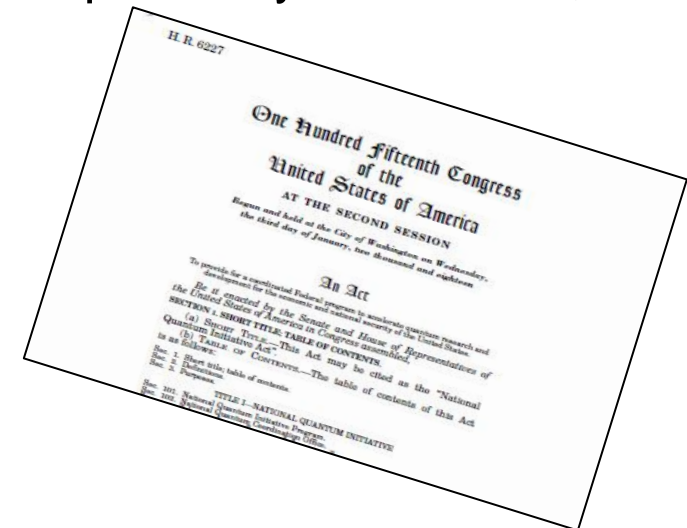 H. R. 6227
One Hundred Fifteenth Congress
of the
United States of America
AT THE SECOND SESSION
Begun and held at the City of Washington on Wednesday,
the third day of January, two thousand and eighteen
An Act
To provide for a coordinated Federal program to accelerate quantum research and
development for the economic and national security of the United States.
Be it enacted by the Senate and House of Representatives of
the United States of America in Congress assembled,
SECTION 1. SHORT TITLE; TABLE OF CONTENTS.
(a) SHORT TITLE.—This Act may be cited as the "National
Quantum Initiative Act".
(b) TABLE OF CONTENTS.—The table of contents of this Act
is as follows:
Sec. 1. Short title; table of contents.
Sec. 2. Definitions.
Sec. 3. Purposes.
TITLE I—NATIONAL QUANTUM INITIATIVE
Sec. 101. National Quantum Initiative Program.
Sec. 102. National Quantum Coordination Office.